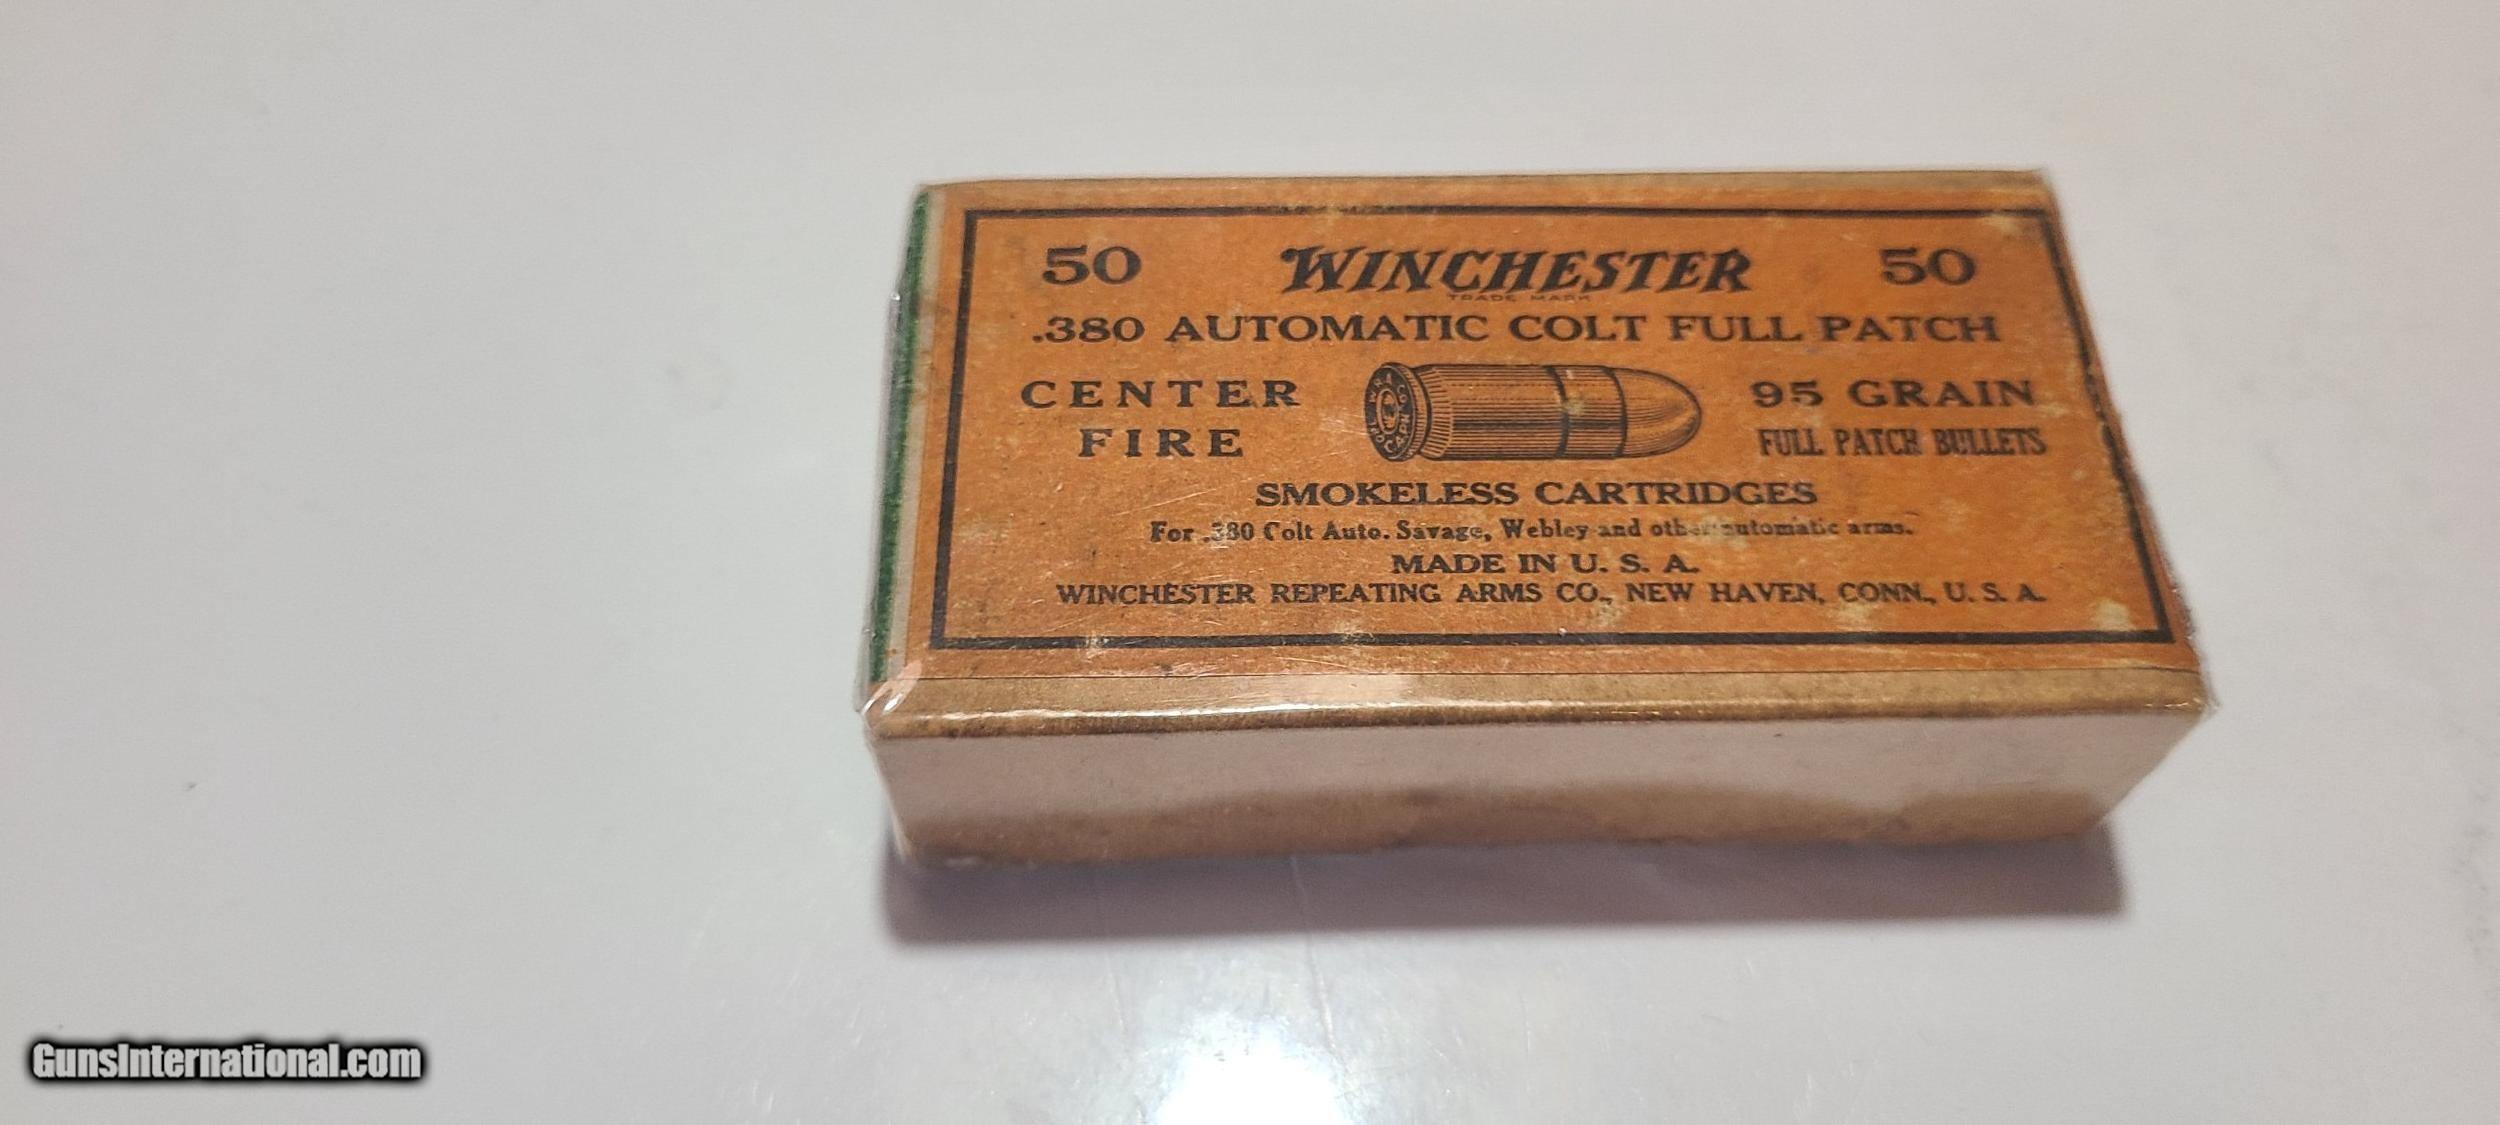 50 WINCHESTER 50
TRADE MARK
.380 AUTOMATIC COLT FULL PATCH
CENTER
FIRE
95 GRAIN
FULL PATCH BULLETS
SMOKELESS CARTRIDGES
For .380 Colt Auto. Savage, Webley and other automatic arms.
MADE IN U. S. A.
WINCHESTER REPEATING ARMS CO., NEW HAVEN, CONN., U. S. A.
GunsInternational.com